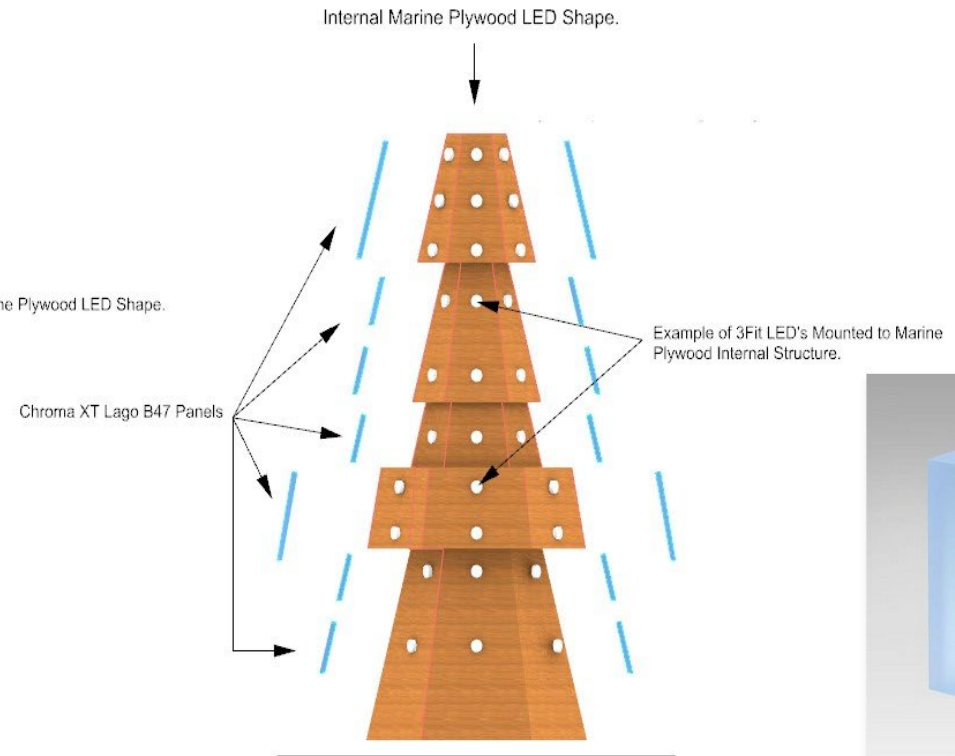 Internal Marine Plywood LED Shape.
ne Plywood LED Shape.
Example of 3Fit LED's Mounted to Marine
Plywood Internal Structure.
Chroma XT Lago B47 Panels